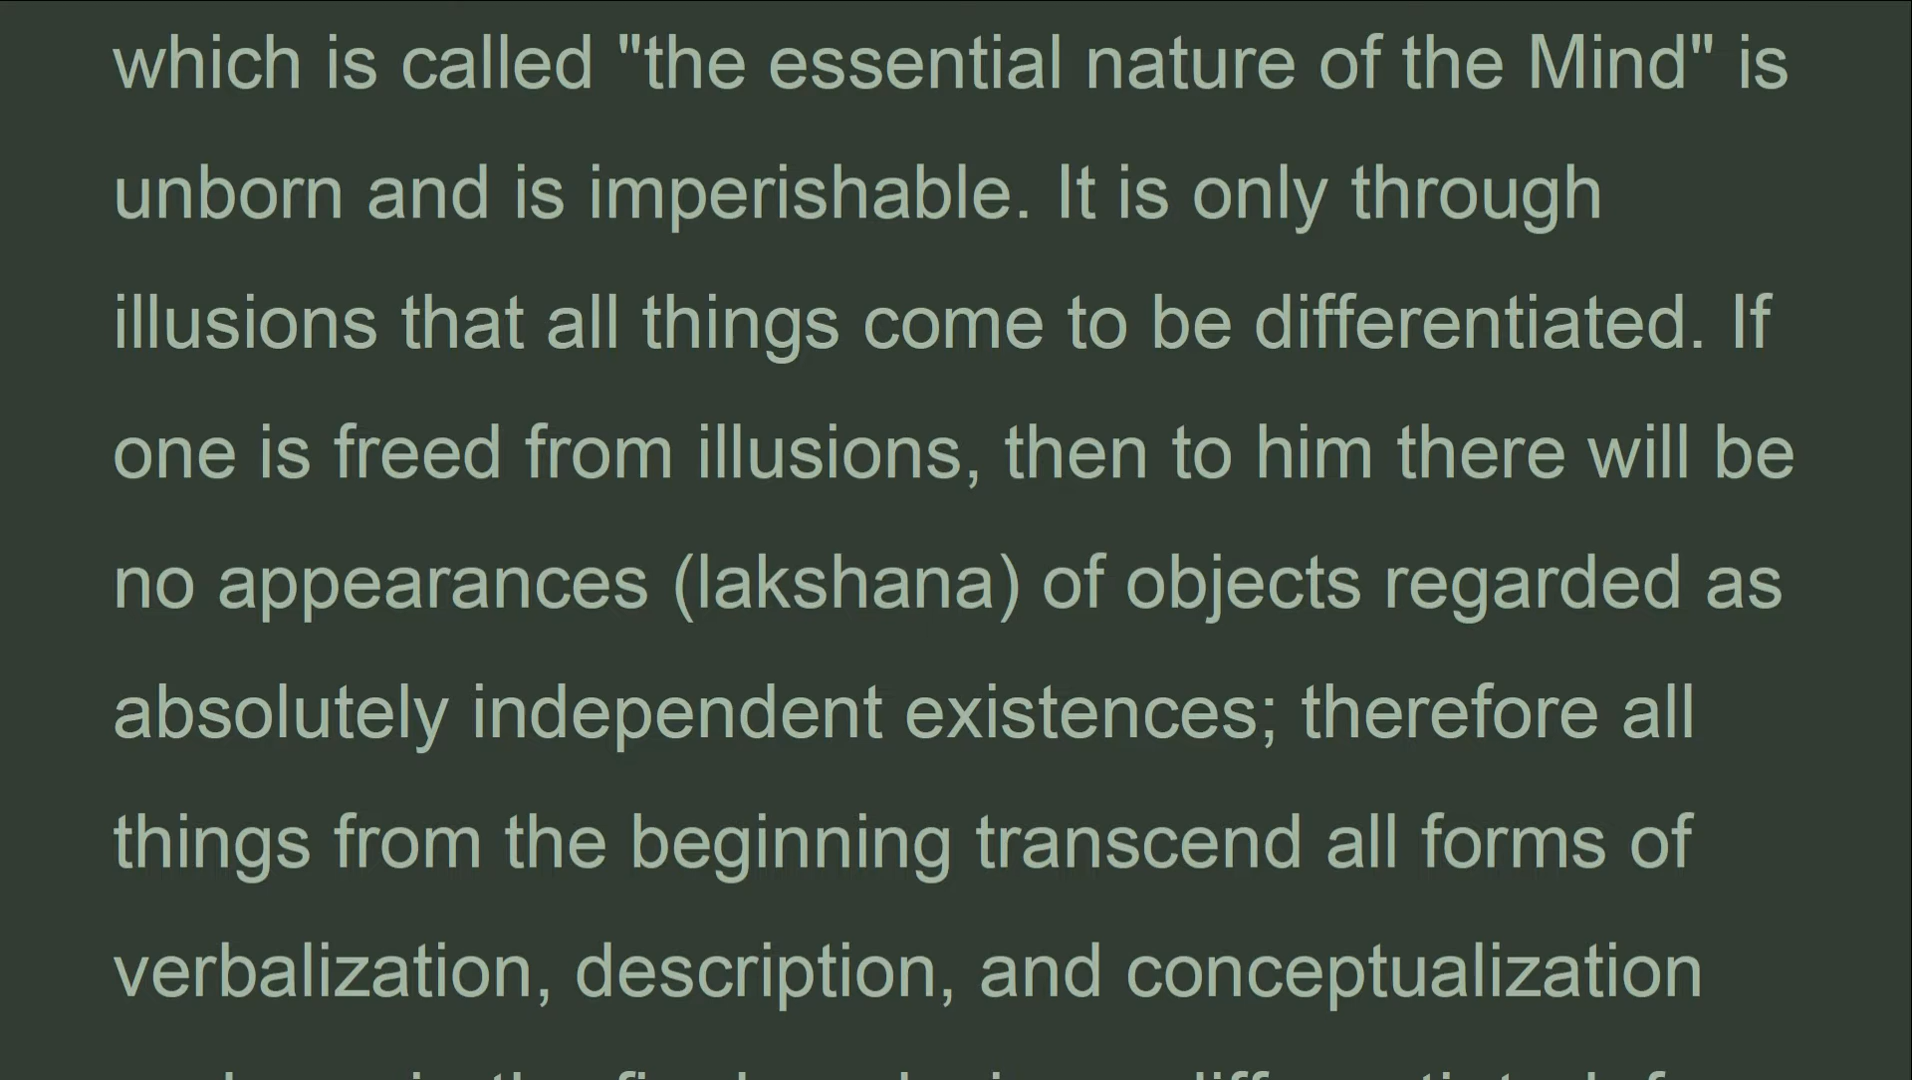 which is called "the essential nature of the Mind" is
unborn and is imperishable. It is only through
illusions that all things come to be differentiated. If
one is freed from illusions, then to him there will be
no appearances (lakshana) of objects regarded as
absolutely independent existences; therefore all
things from the beginning transcend all forms of
verbalization, description, and conceptualization